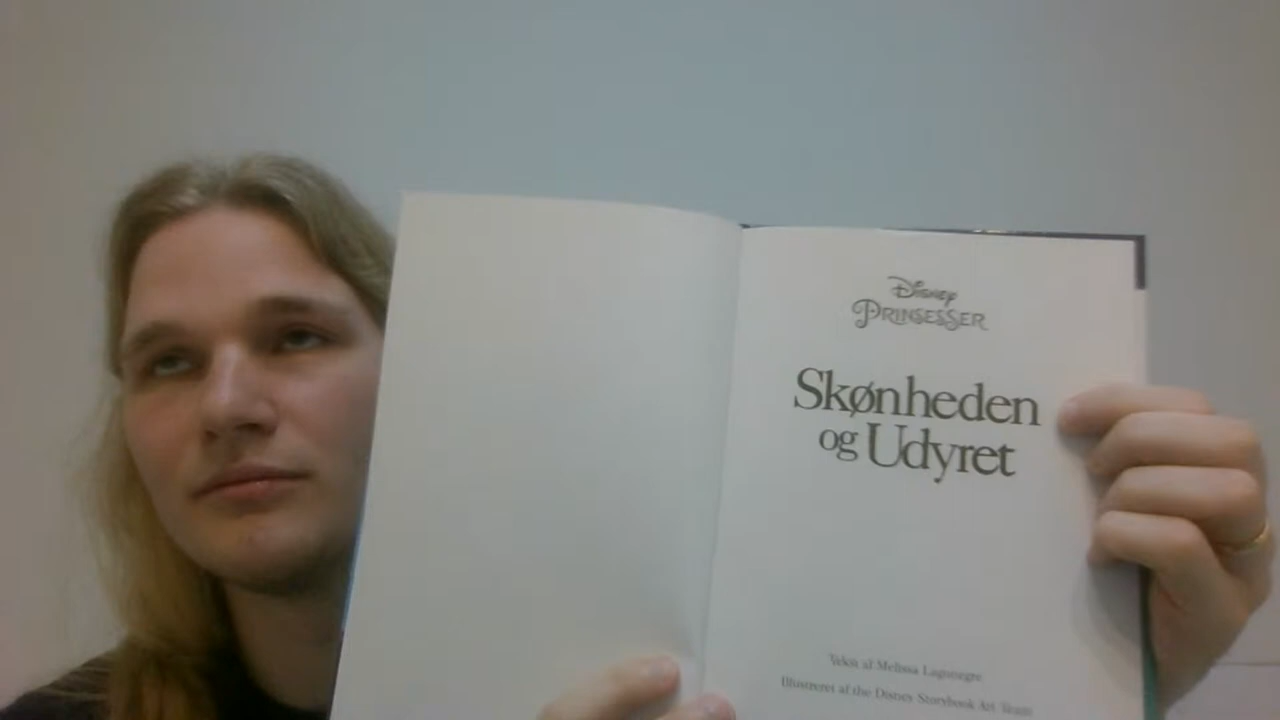 Disney
PRINSESSER
Skønheden
og Udyret
Tekst af Melissa Lagonegro
Illustreret af the Disney Storybook Art Team